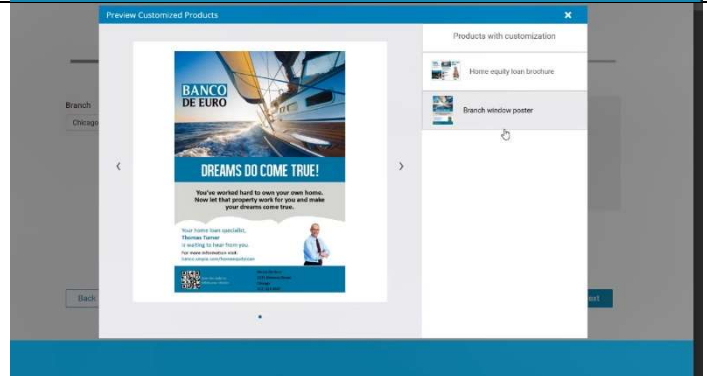 Preview Customized Products
Products with customization
Home equity loan brochure
Branch window poster
Branch
Chicago
BANCO
DE EURO
DREAMS DO COME TRUE!
You've worked hard to own your own home.
Now let that property work for you and make
your dreams come true.
Your home loan specialist,
Thomas Turner
is waiting to hear from you.
For more information visit:
Chicago
Back